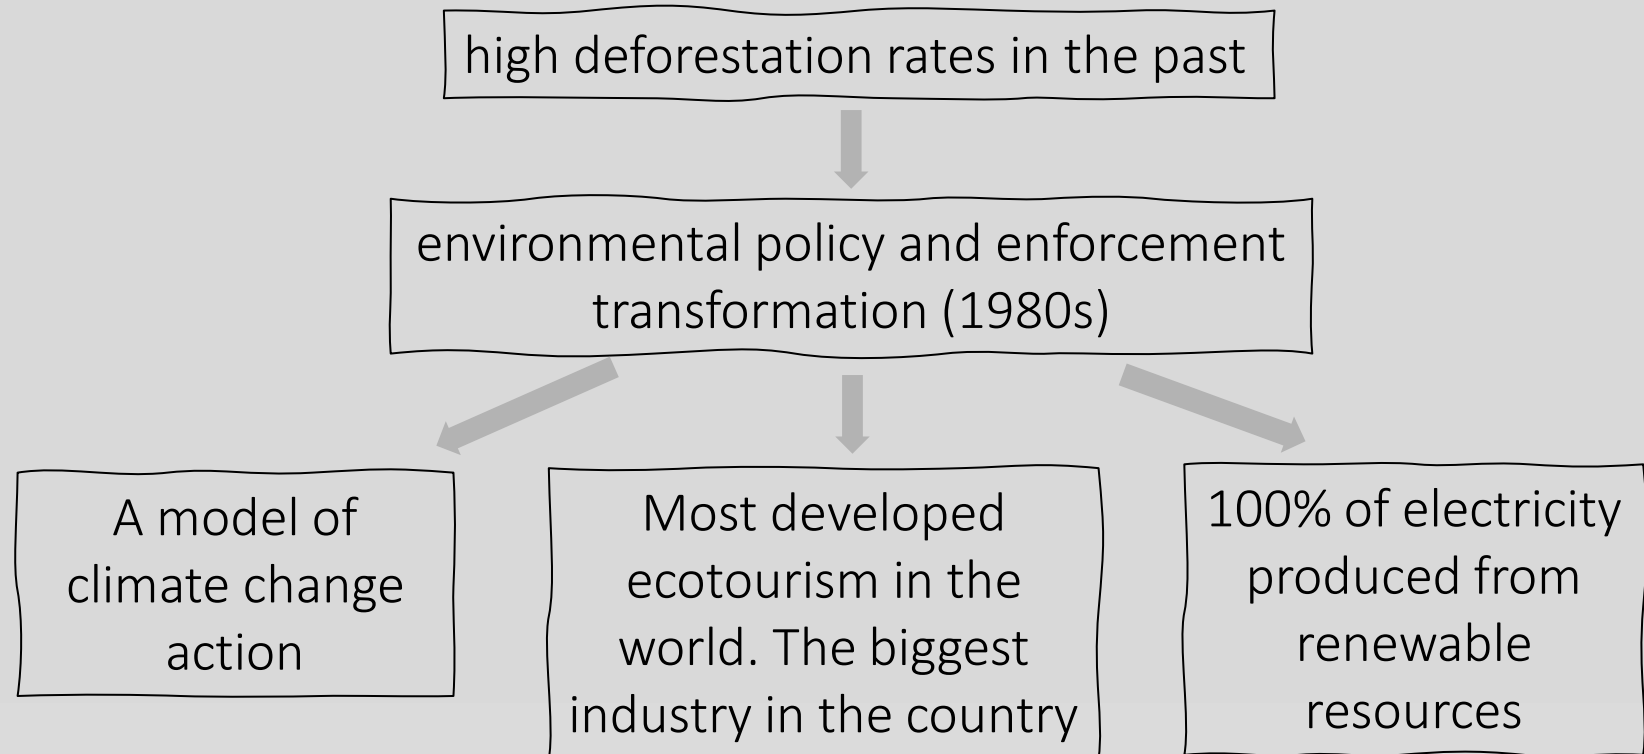 high deforestation rates in the past
environmental policy and enforcement
transformation (1980s)
A model of
climate change
action
Most developed
ecotourism in the
world. The biggest
industry in the country
100% of electricity
produced from
renewable
resources